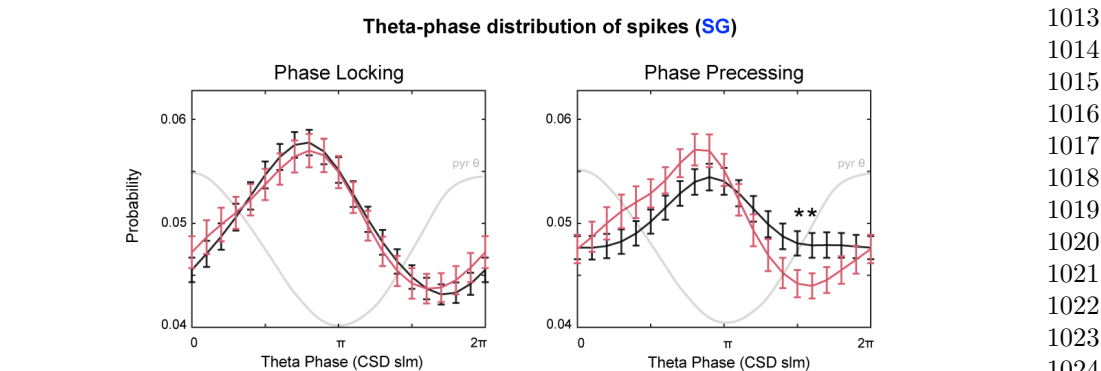 Theta-phase distribution of spikes (SG)
Phase Locking
Phase Precessing
0.06
0.05
0.04
Probability
pyr θ
0
π
2π
Theta Phase (CSD slm)
0.06
0.05
0.04
pyr θ
**
0
π
2π
Theta Phase (CSD slm)
1013
1014
1015
1016
1017
1018
1019
1020
1021
1022
1023
1024